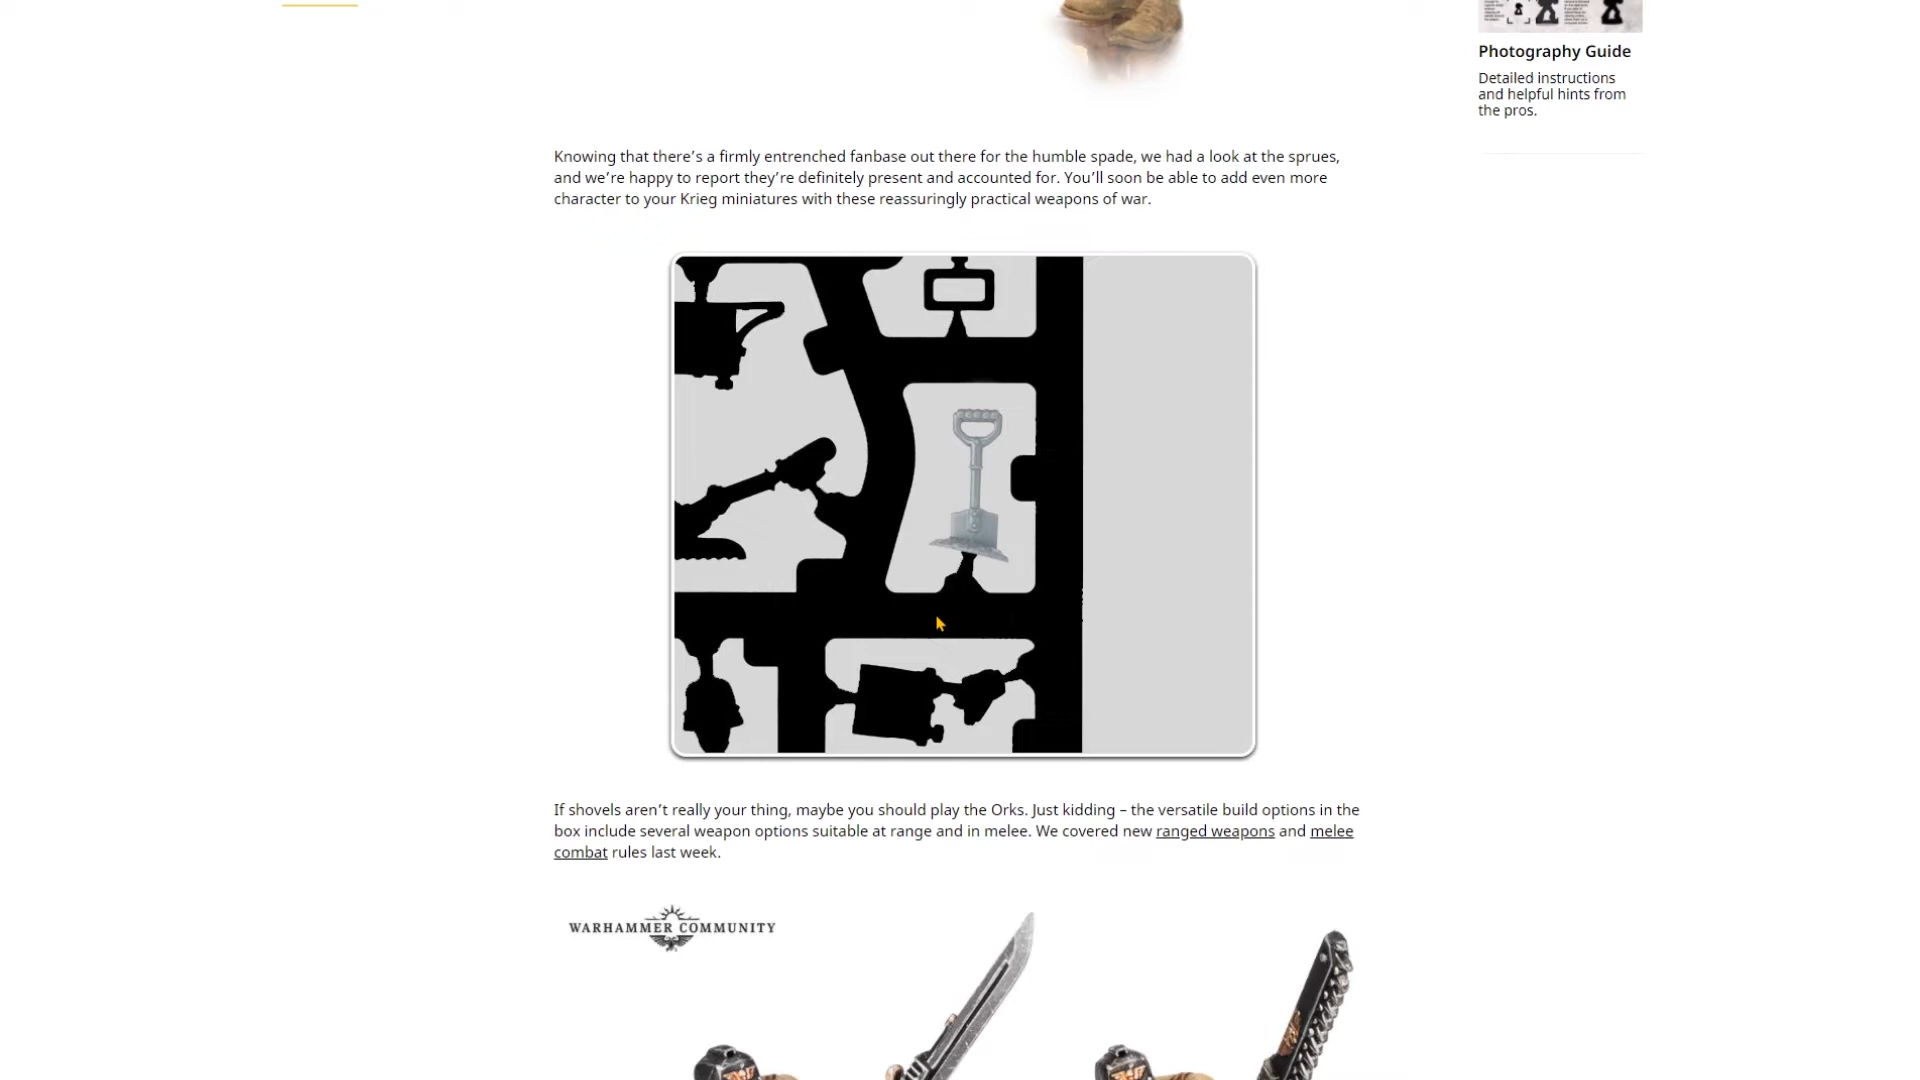 Photography Guide
Detailed instructions
and helpful hints from
the pros.
Knowing that there’s a firmly entrenched fanbase out there for the humble spade, we had a look at the sprues,
and we’re happy to report they’re definitely present and accounted for. You’ll soon be able to add even more
character to your Krieg miniatures with these reassuringly practical weapons of war.
If shovels aren’t really your thing, maybe you should play the Orks. Just kidding – the versatile build options in the
box include several weapon options suitable at range and in melee. We covered new ranged weapons and melee
combat rules last week.
WARHAMMER COMMUNITY